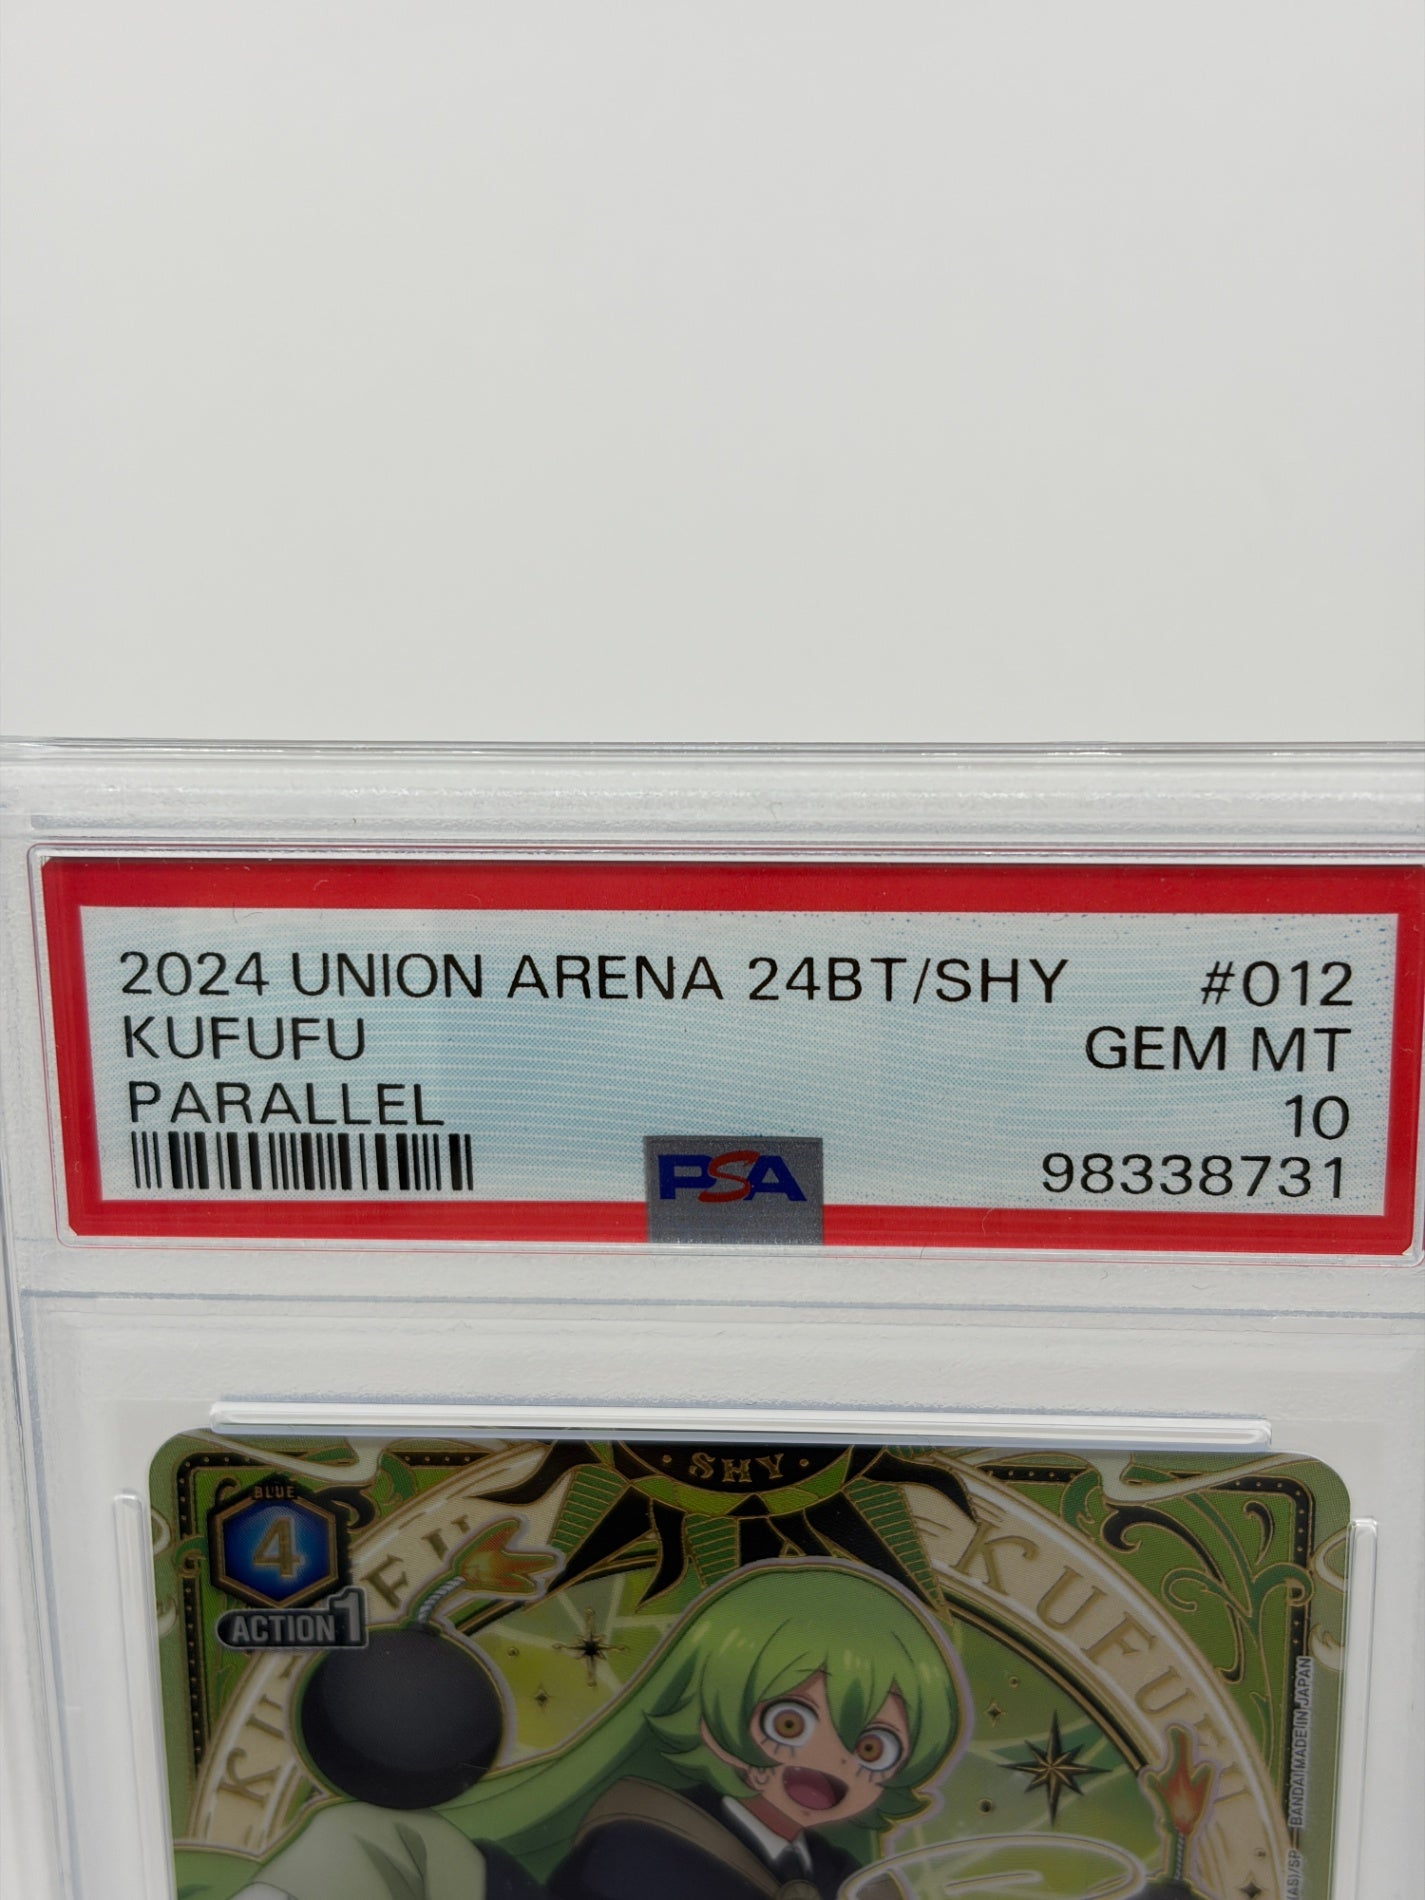 2024 UNION ARENA 24BT/SHY #012
KUFUFU GEM MT
PARALLEL 10
PSA 98338731
SHY
BLUE
4
ACTION 1
KUFUFU
BANDAI MADE IN JAPAN